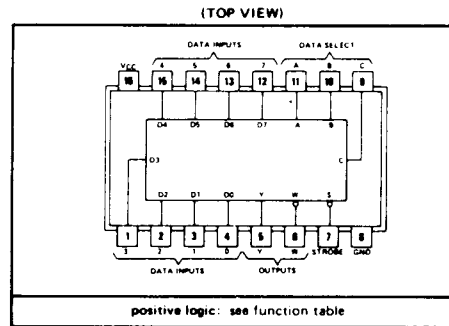 (TOP VIEW)
DATA INPUTS DATA SELECT
VCC 4 5 6 7 A B C
16 15 14 13 12 11 10 9
D4 D5 D6 D7 A B
D3 C
D2 D1 D0 Y W S
1 2 3 4 5 6 7 8
3 2 1 0 Y W STROBE GND
DATA INPUTS OUTPUTS
positive logic: see function table